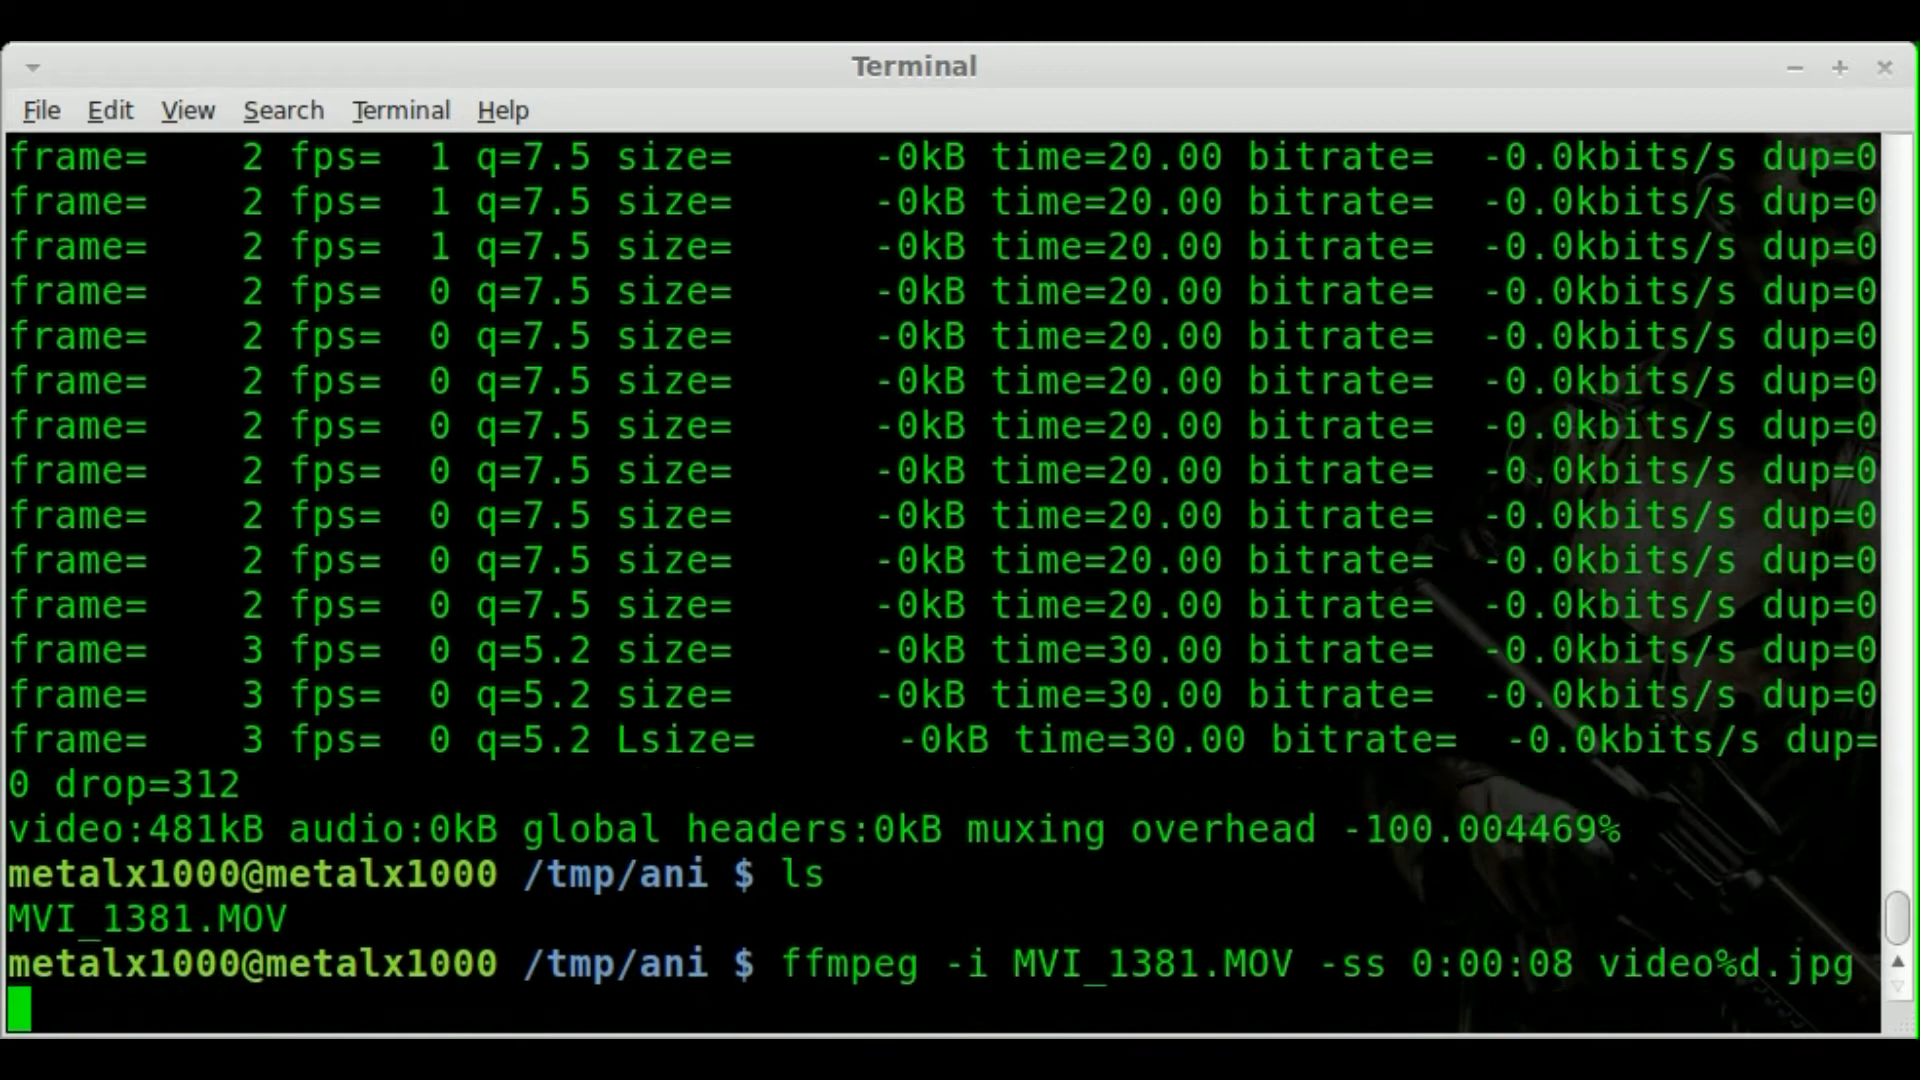 Terminal
File Edit View Search Terminal Help
frame=    2 fps=  1 q=7.5 size=      -0kB time=20.00 bitrate=  -0.0kbits/s dup=0
frame=    2 fps=  1 q=7.5 size=      -0kB time=20.00 bitrate=  -0.0kbits/s dup=0
frame=    2 fps=  1 q=7.5 size=      -0kB time=20.00 bitrate=  -0.0kbits/s dup=0
frame=    2 fps=  0 q=7.5 size=      -0kB time=20.00 bitrate=  -0.0kbits/s dup=0
frame=    2 fps=  0 q=7.5 size=      -0kB time=20.00 bitrate=  -0.0kbits/s dup=0
frame=    2 fps=  0 q=7.5 size=      -0kB time=20.00 bitrate=  -0.0kbits/s dup=0
frame=    2 fps=  0 q=7.5 size=      -0kB time=20.00 bitrate=  -0.0kbits/s dup=0
frame=    2 fps=  0 q=7.5 size=      -0kB time=20.00 bitrate=  -0.0kbits/s dup=0
frame=    2 fps=  0 q=7.5 size=      -0kB time=20.00 bitrate=  -0.0kbits/s dup=0
frame=    2 fps=  0 q=7.5 size=      -0kB time=20.00 bitrate=  -0.0kbits/s dup=0
frame=    2 fps=  0 q=7.5 size=      -0kB time=20.00 bitrate=  -0.0kbits/s dup=0
frame=    3 fps=  0 q=5.2 size=      -0kB time=30.00 bitrate=  -0.0kbits/s dup=0
frame=    3 fps=  0 q=5.2 size=      -0kB time=30.00 bitrate=  -0.0kbits/s dup=0
frame=    3 fps=  0 q=5.2 Lsize=      -0kB time=30.00 bitrate=  -0.0kbits/s dup=
0 drop=312
video:481kB audio:0kB global headers:0kB muxing overhead -100.004469%
metalx1000@metalx1000 /tmp/ani $ ls
MVI_1381.MOV
metalx1000@metalx1000 /tmp/ani $ ffmpeg -i MVI_1381.MOV -ss 0:00:08 video%d.jpg